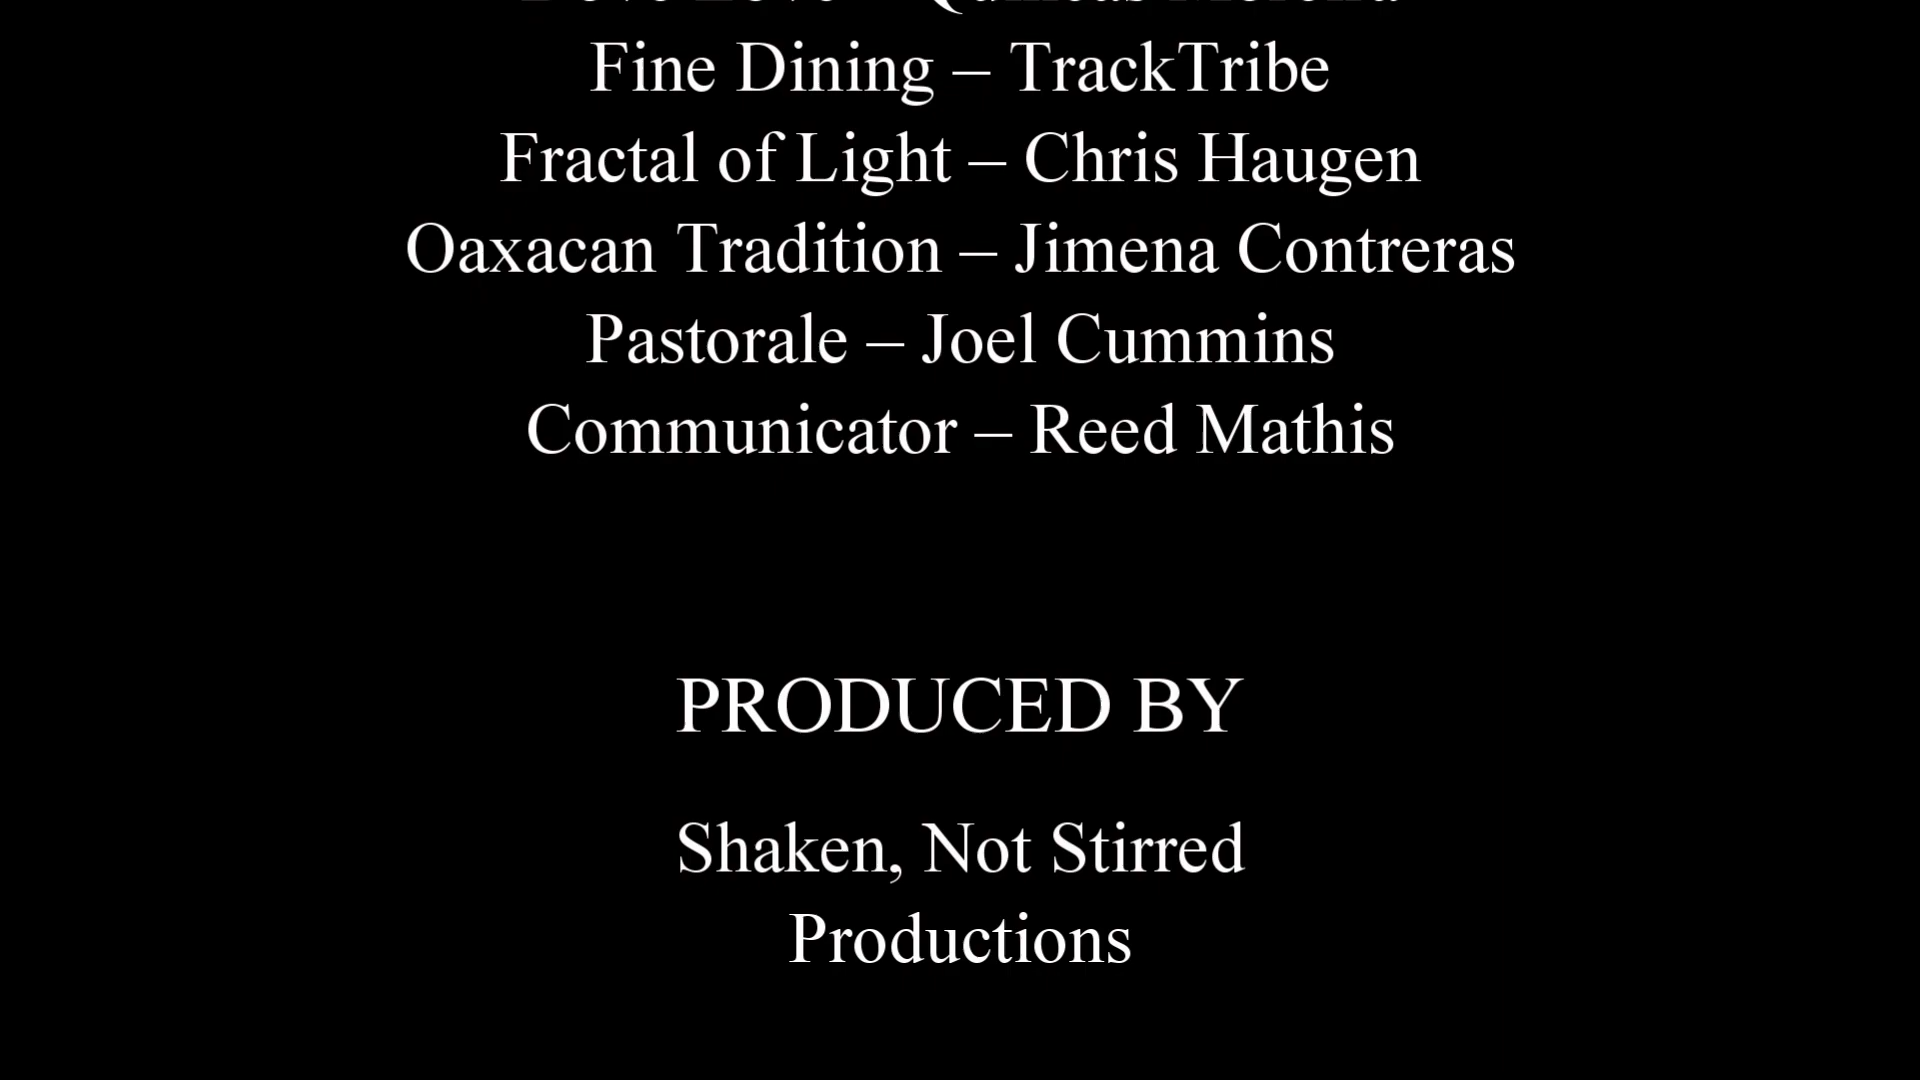 Fine Dining – TrackTribe
Fractal of Light – Chris Haugen
Oaxacan Tradition – Jimena Contreras
Pastorale – Joel Cummins
Communicator – Reed Mathis
PRODUCED BY
Shaken, Not Stirred
Productions